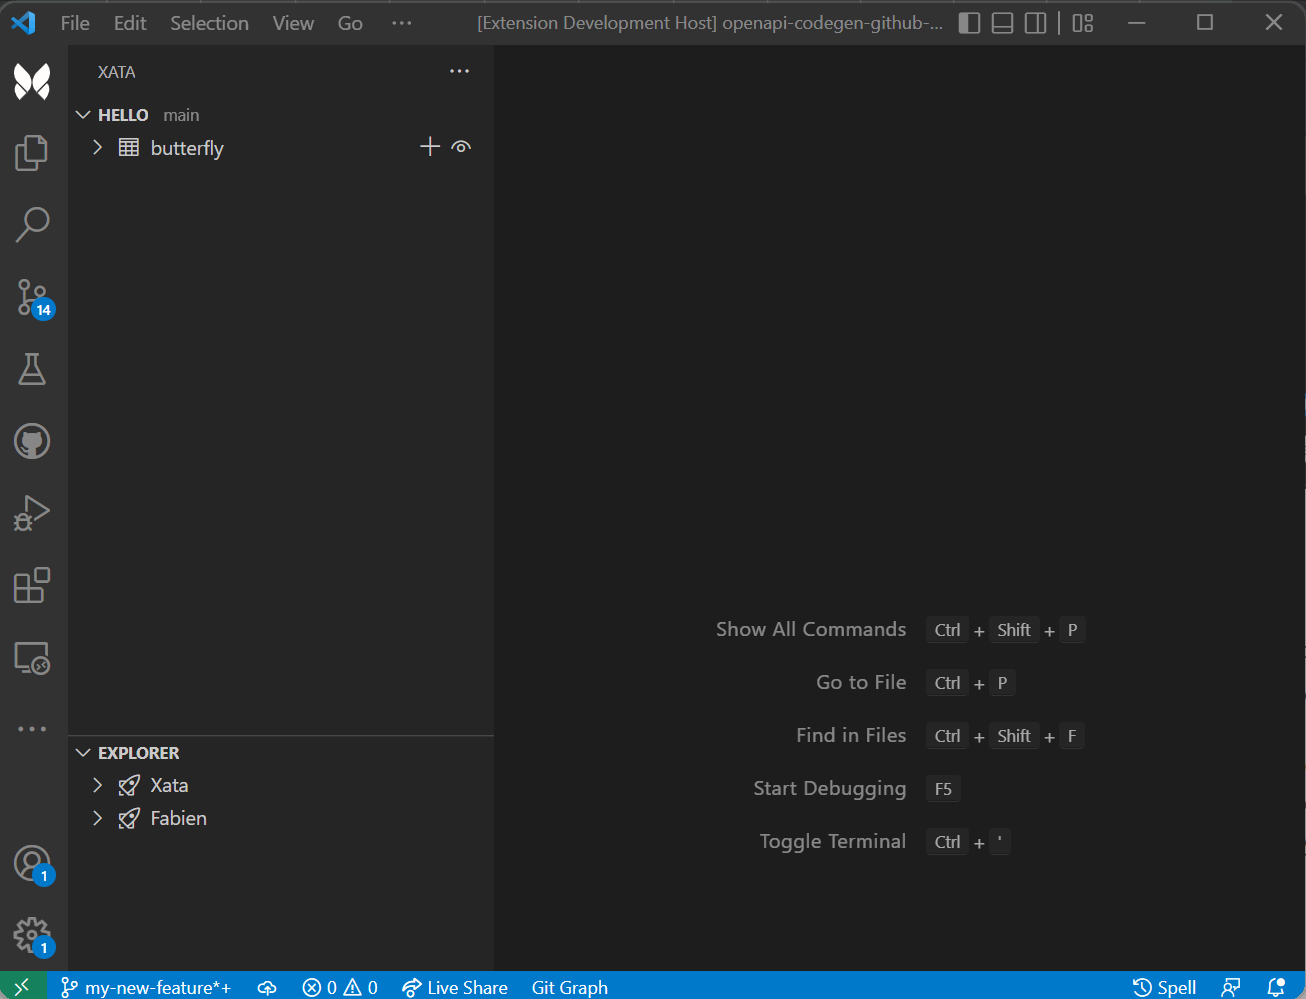 File Edit Selection View Go ··· [Extension Development Host] openapi-codegen-github-...
XATA ···
HELLO main
butterfly
14
Show All Commands Ctrl + Shift + P
Go to File Ctrl + P
Find in Files Ctrl + Shift + F
Start Debugging F5
Toggle Terminal Ctrl + '
EXPLORER
Xata
Fabien
1
1
my-new-feature*+ 0 0 Live Share Git Graph Spell